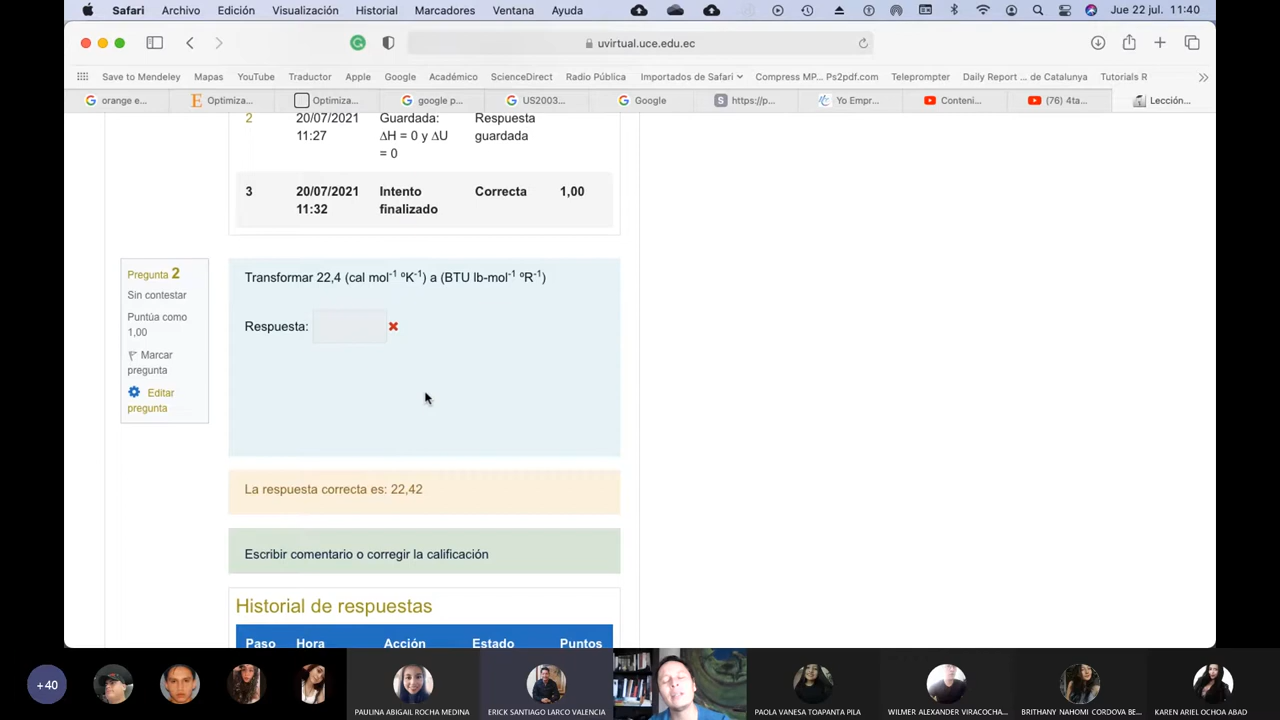 Safari Archivo Edición Visualización Historial Marcadores Ventana Ayuda Jue 22 jul. 11:40
uvirtual.uce.edu.ec
Save to Mendeley Mapas YouTube Traductor Apple Google Académico ScienceDirect Radio Pública Importados de Safari Compress MP... Ps2pdf.com Teleprompter Daily Report ... de Catalunya Tutorials R
orange e... Optimiza... Optimiza... google p... US2003... Google https://p... Yo Empr... Conteni... (76) 4ta... Lección...
2 20/07/2021 Guardada: Respuesta
11:27 ΔH = 0 y ΔU guardada
= 0
3 20/07/2021 Intento Correcta 1,00
11:32 finalizado
Pregunta 2
Sin contestar
Puntúa como
1,00
Marcar
pregunta
Editar
pregunta
Transformar 22,4 (cal mol⁻¹ ºK⁻¹) a (BTU lb-mol⁻¹ ºR⁻¹)
Respuesta:
La respuesta correcta es: 22,42
Escribir comentario o corregir la calificación
Historial de respuestas
Paso Hora Acción Estado Puntos
+40
PAULINA ABIGAIL ROCHA MEDINA
ERICK SANTIAGO LARCO VALENCIA
PAOLA VANESA TOAPANTA PILA
WILMER ALEXANDER VIRACOCHA...
BRITHANY NAHOMI CORDOVA BE...
KAREN ARIEL OCHOA ABAD